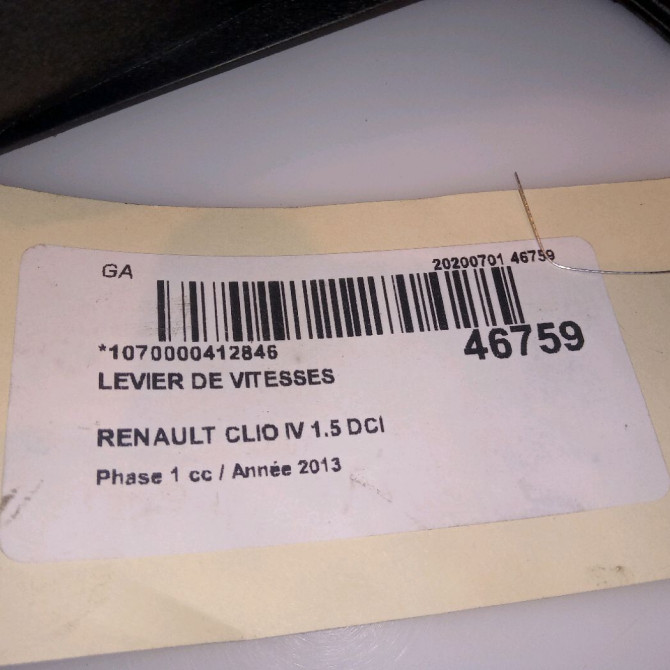 GA
20200701 46759
*1070000412846
46759
LEVIER DE VITESSES
RENAULT CLIO IV 1.5 DCI
Phase 1 cc / Année 2013